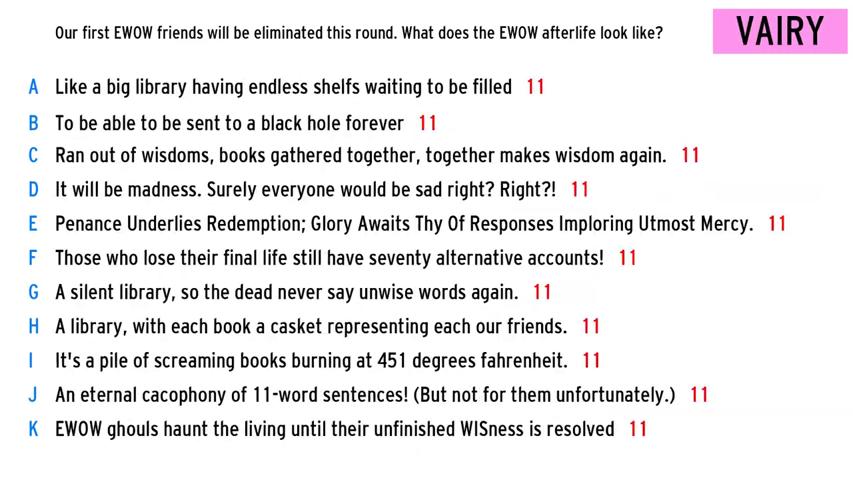 Our first EWOW friends will be eliminated this round. What does the EWOW afterlife look like?
VAIRY
A Like a big library having endless shelfs waiting to be filled 11
B To be able to be sent to a black hole forever 11
C Ran out of wisdoms, books gathered together, together makes wisdom again. 11
D It will be madness. Surely everyone would be sad right? Right?! 11
E Penance Underlies Redemption; Glory Awaits Thy Of Responses Imploring Utmost Mercy. 11
F Those who lose their final life still have seventy alternative accounts! 11
G A silent library, so the dead never say unwise words again. 11
H A library, with each book a casket representing each our friends. 11
I It's a pile of screaming books burning at 451 degrees fahrenheit. 11
J An eternal cacophony of 11-word sentences! (But not for them unfortunately.) 11
K EWOW ghouls haunt the living until their unfinished WISness is resolved 11